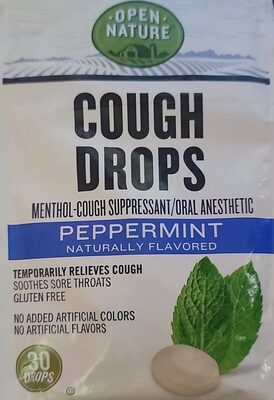 OPEN
NATURE
COUGH
DROPS
MENTHOL-COUGH SUPPRESSANT/ORAL ANESTHETIC
PEPPERMINT
NATURALLY FLAVORED
TEMPORARILY RELIEVES COUGH
SOOTHES SORE THROATS
GLUTEN FREE
NO ADDED ARTIFICIAL COLORS
NO ARTIFICIAL FLAVORS
30
DROPS